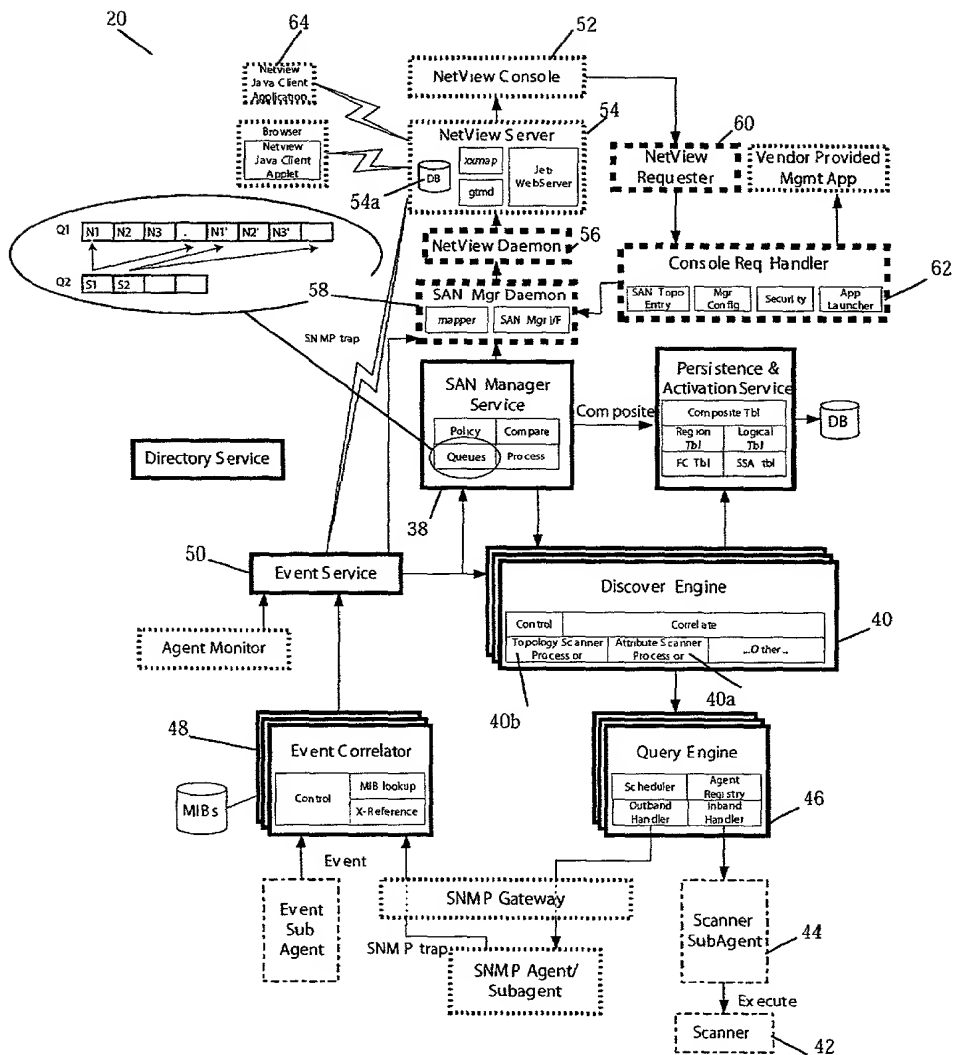 20
64
52
Netview
Java Client
Application
NetView Console
54
Browser
Netview
Java Client
Applet
NetView Server
DB
xxmap
gtmd
Jeb
WebServer
54a
60
NetView
Requester
Vendor Provided
Mgmt App
Q1
N1 N2 N3 . N1' N2' N3'
Q2
S1 S2
NetView Daemon
56
Console Req Handler
SAN Topo
Entry
Mgr
Config
Security
App
Launcher
62
58
SAN Mgr Daemon
mapper
SAN Mgr I/F
SNMP trap
SAN Manager
Service
Policy
Compare
Queues
Process
38
Composite
Persistence &
Activation Service
Composite Tbl
Region
Tbl
Logical
Tbl
FC Tbl
SSA tbl
DB
Directory Service
50
Event Service
Agent Monitor
Discover Engine
Control
Correlate
Topology Scanner
Processor
Attribute Scanner
Processor
...Other...
40
40b
40a
48
Event Correlator
Control
MIB lookup
X-Reference
MIBs
Query Engine
Scheduler
Agent
Registry
Outband
Handler
Inband
Handler
46
Event
Event
Sub
Agent
SNMP Gateway
SNMP trap
SNMP Agent/
Subagent
Scanner
SubAgent
44
Execute
Scanner
42